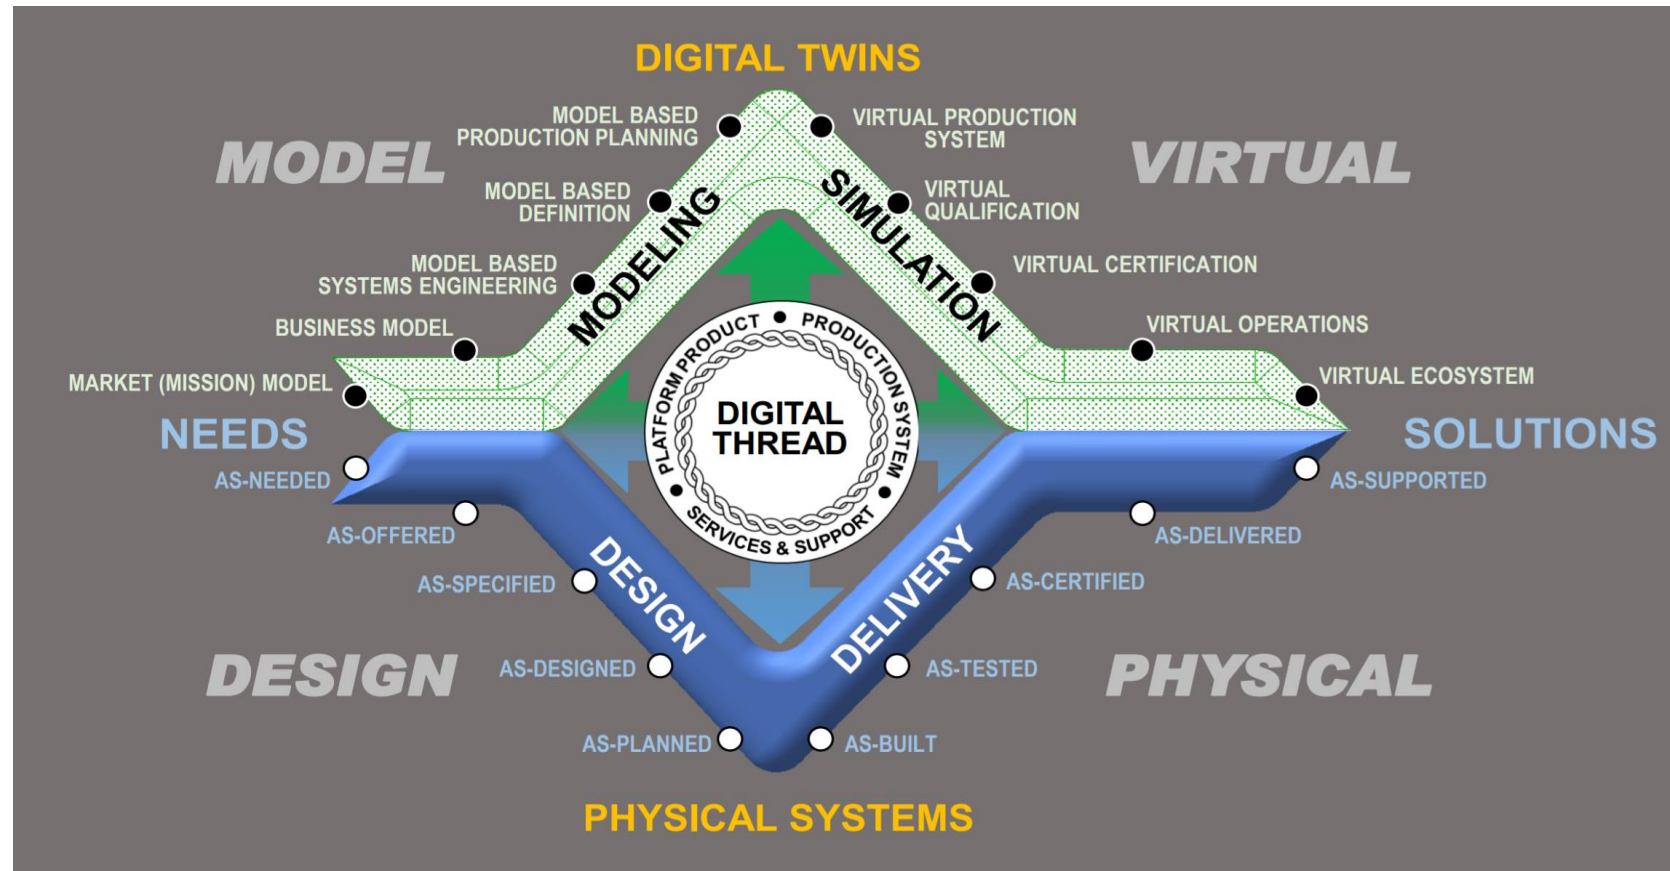 DIGITAL TWINS
MODEL
VIRTUAL
MODEL BASED
PRODUCTION PLANNING
VIRTUAL PRODUCTION
SYSTEM
MODEL BASED
DEFINITION
VIRTUAL
QUALIFICATION
MODEL BASED
SYSTEMS ENGINEERING
VIRTUAL CERTIFICATION
BUSINESS MODEL
VIRTUAL OPERATIONS
MARKET (MISSION) MODEL
VIRTUAL ECOSYSTEM
MODELING
SIMULATION
NEEDS
SOLUTIONS
PLATFORM PRODUCT • PRODUCTION SYSTEM • SERVICES & SUPPORT •
DIGITAL
THREAD
AS-NEEDED
AS-SUPPORTED
AS-OFFERED
AS-DELIVERED
AS-SPECIFIED
AS-CERTIFIED
DESIGN
DELIVERY
AS-DESIGNED
AS-TESTED
DESIGN
PHYSICAL
AS-PLANNED
AS-BUILT
PHYSICAL SYSTEMS